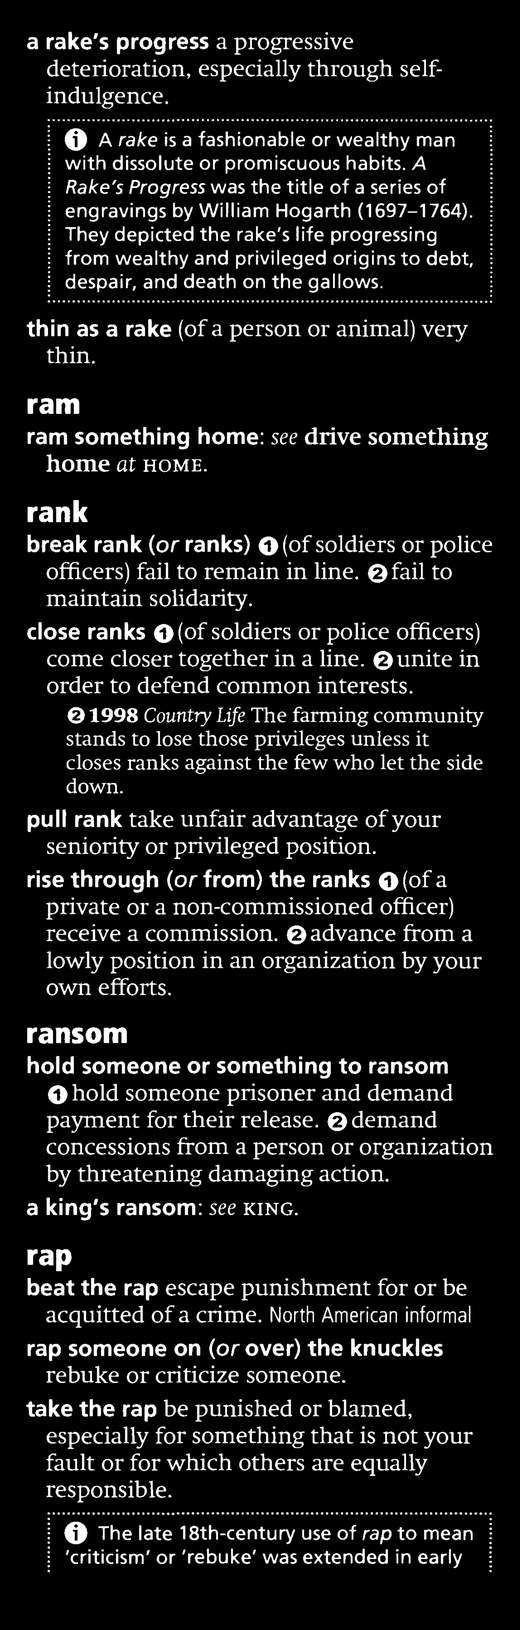 a rake's progress a progressive
deterioration, especially through self-
indulgence.
i A rake is a fashionable or wealthy man
with dissolute or promiscuous habits. A
Rake's Progress was the title of a series of
engravings by William Hogarth (1697–1764).
They depicted the rake's life progressing
from wealthy and privileged origins to debt,
despair, and death on the gallows.
thin as a rake (of a person or animal) very
thin.
ram
ram something home: see drive something
home at HOME.
rank
break rank (or ranks) ❶ (of soldiers or police
officers) fail to remain in line. ❷ fail to
maintain solidarity.
close ranks ❶ (of soldiers or police officers)
come closer together in a line. ❷ unite in
order to defend common interests.
❷ 1998 Country Life The farming community
stands to lose those privileges unless it
closes ranks against the few who let the side
down.
pull rank take unfair advantage of your
seniority or privileged position.
rise through (or from) the ranks ❶ (of a
private or a non-commissioned officer)
receive a commission. ❷ advance from a
lowly position in an organization by your
own efforts.
ransom
hold someone or something to ransom
❶ hold someone prisoner and demand
payment for their release. ❷ demand
concessions from a person or organization
by threatening damaging action.
a king's ransom: see KING.
rap
beat the rap escape punishment for or be
acquitted of a crime. North American informal
rap someone on (or over) the knuckles
rebuke or criticize someone.
take the rap be punished or blamed,
especially for something that is not your
fault or for which others are equally
responsible.
i The late 18th-century use of rap to mean
'criticism' or 'rebuke' was extended in early